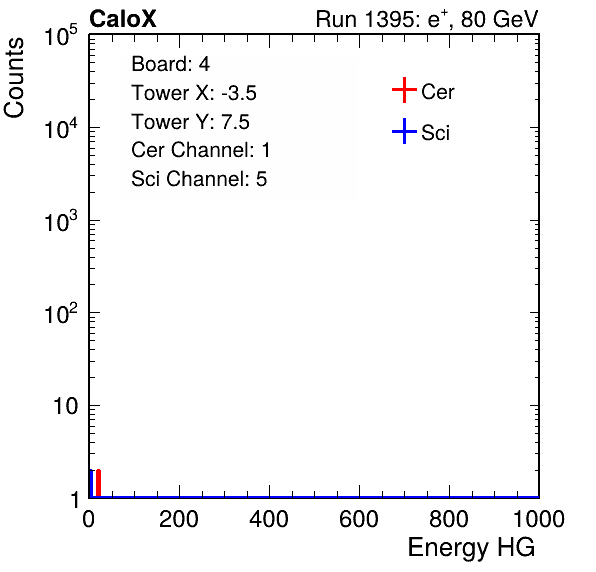 CaloX Run 1395: e⁺, 80 GeV
Counts
10⁵
10⁴
10³
10²
10
1
Board: 4
Tower X: -3.5
Tower Y: 7.5
Cer Channel: 1
Sci Channel: 5
Cer
Sci
0 200 400 600 800 1000
Energy HG